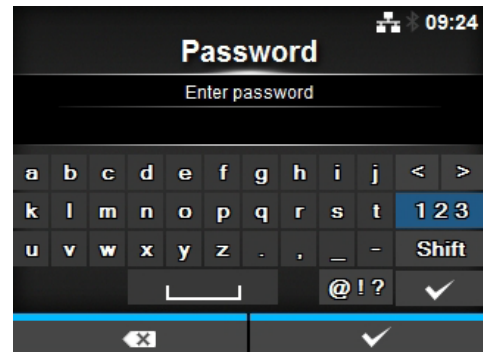 09:24
Password
Enter password
a b c d e f g h i j < >
k l m n o p q r s t 123
u v w x y z . , _ - Shift
@!?